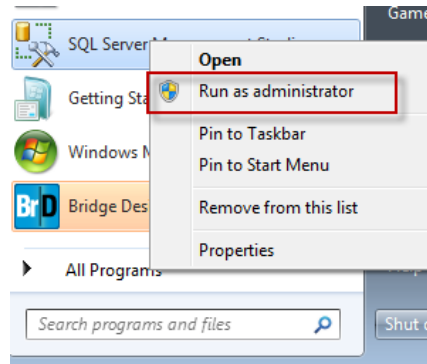 Game
SQL Server
Open
Getting Sta
Run as administrator
Pin to Taskbar
Windows M
Pin to Start Menu
BrD Bridge Des
Remove from this list
Properties
All Programs
Search programs and files
Shut